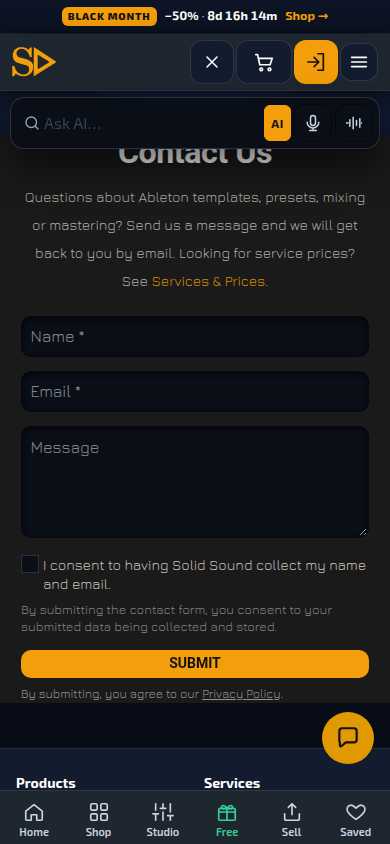 BLACK MONTH −50% · 8d 16h 14m Shop →
SD
Ask AI...
AI
Contact Us
Questions about Ableton templates, presets, mixing
or mastering? Send us a message and we will get
back to you by email. Looking for service prices?
See Services & Prices.
Name *
Email *
Message
I consent to having Solid Sound collect my name
and email.
By submitting the contact form, you consent to your
submitted data being collected and stored.
SUBMIT
By submitting, you agree to our Privacy Policy.
Products Services
Home Shop Studio Free Sell Saved